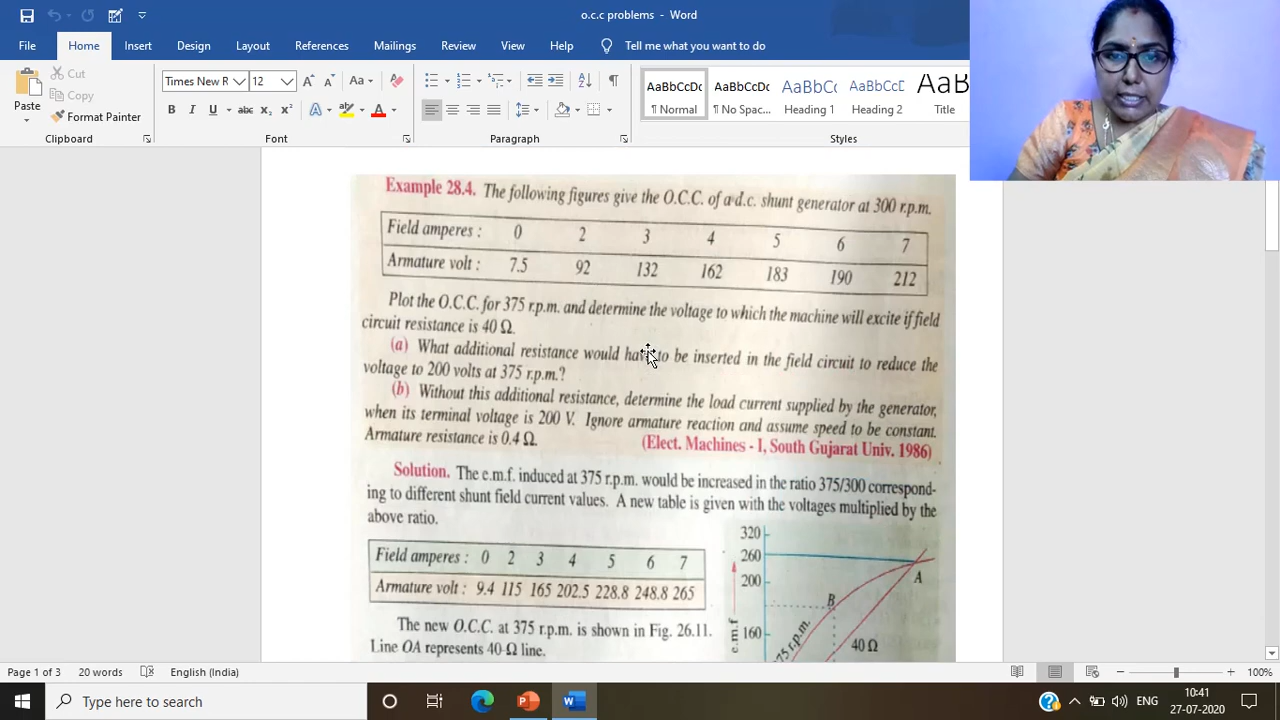 o.c.c problems - Word
File Home Insert Design Layout References Mailings Review View Help Tell me what you want to do
Paste
Cut
Copy
Format Painter
Clipboard
Times New R 12
Font
Paragraph
AaBbCcDc AaBbCcDc AaBbCc AaBbCcD AaB
¶ Normal ¶ No Spac... Heading 1 Heading 2 Title
Styles
Example 28.4. The following figures give the O.C.C. of a d.c. shunt generator at 300 r.p.m.
Field amperes : 0 2 3 4 5 6 7
Armature volt : 7.5 92 132 162 183 190 212
Plot the O.C.C. for 375 r.p.m. and determine the voltage to which the machine will excite if field
circuit resistance is 40 Ω.
(a) What additional resistance would have to be inserted in the field circuit to reduce the
voltage to 200 volts at 375 r.p.m.?
(b) Without this additional resistance, determine the load current supplied by the generator,
when its terminal voltage is 200 V. Ignore armature reaction and assume speed to be constant.
Armature resistance is 0.4 Ω.
(Elect. Machines - I, South Gujarat Univ. 1986)
Solution. The e.m.f. induced at 375 r.p.m. would be increased in the ratio 375/300 correspond-
ing to different shunt field current values. A new table is given with the voltages multiplied by the
above ratio.
Field amperes : 0 2 3 4 5 6 7
Armature volt : 9.4 115 165 202.5 228.8 248.8 265
The new O.C.C. at 375 r.p.m. is shown in Fig. 26.11.
Line OA represents 40-Ω line.
320
260
200
160
e.m.f
A
B
375 r.p.m.
40 Ω
Page 1 of 3 20 words English (India) 100%
Type here to search
ENG
10:41
27-07-2020